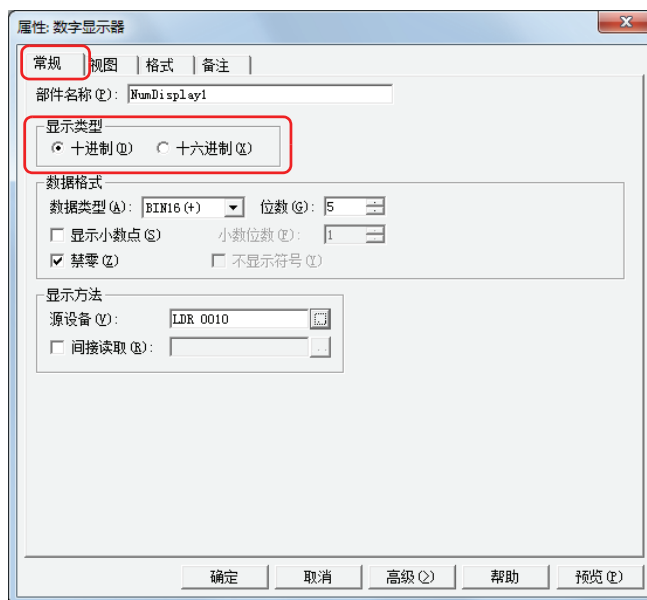 属性: 数字显示器
常规 视图 格式 备注
部件名称(P): NumDisplay1
显示类型
十进制(D) 十六进制(X)
数据格式
数据类型(A): BIN16(+) 位数(G): 5
显示小数点(S) 小数位数(F): 1
禁零(Z) 不显示符号(Y)
显示方法
源设备(V): LDR 0010
间接读取(R):
确定 取消 高级(>) 帮助 预览(P)